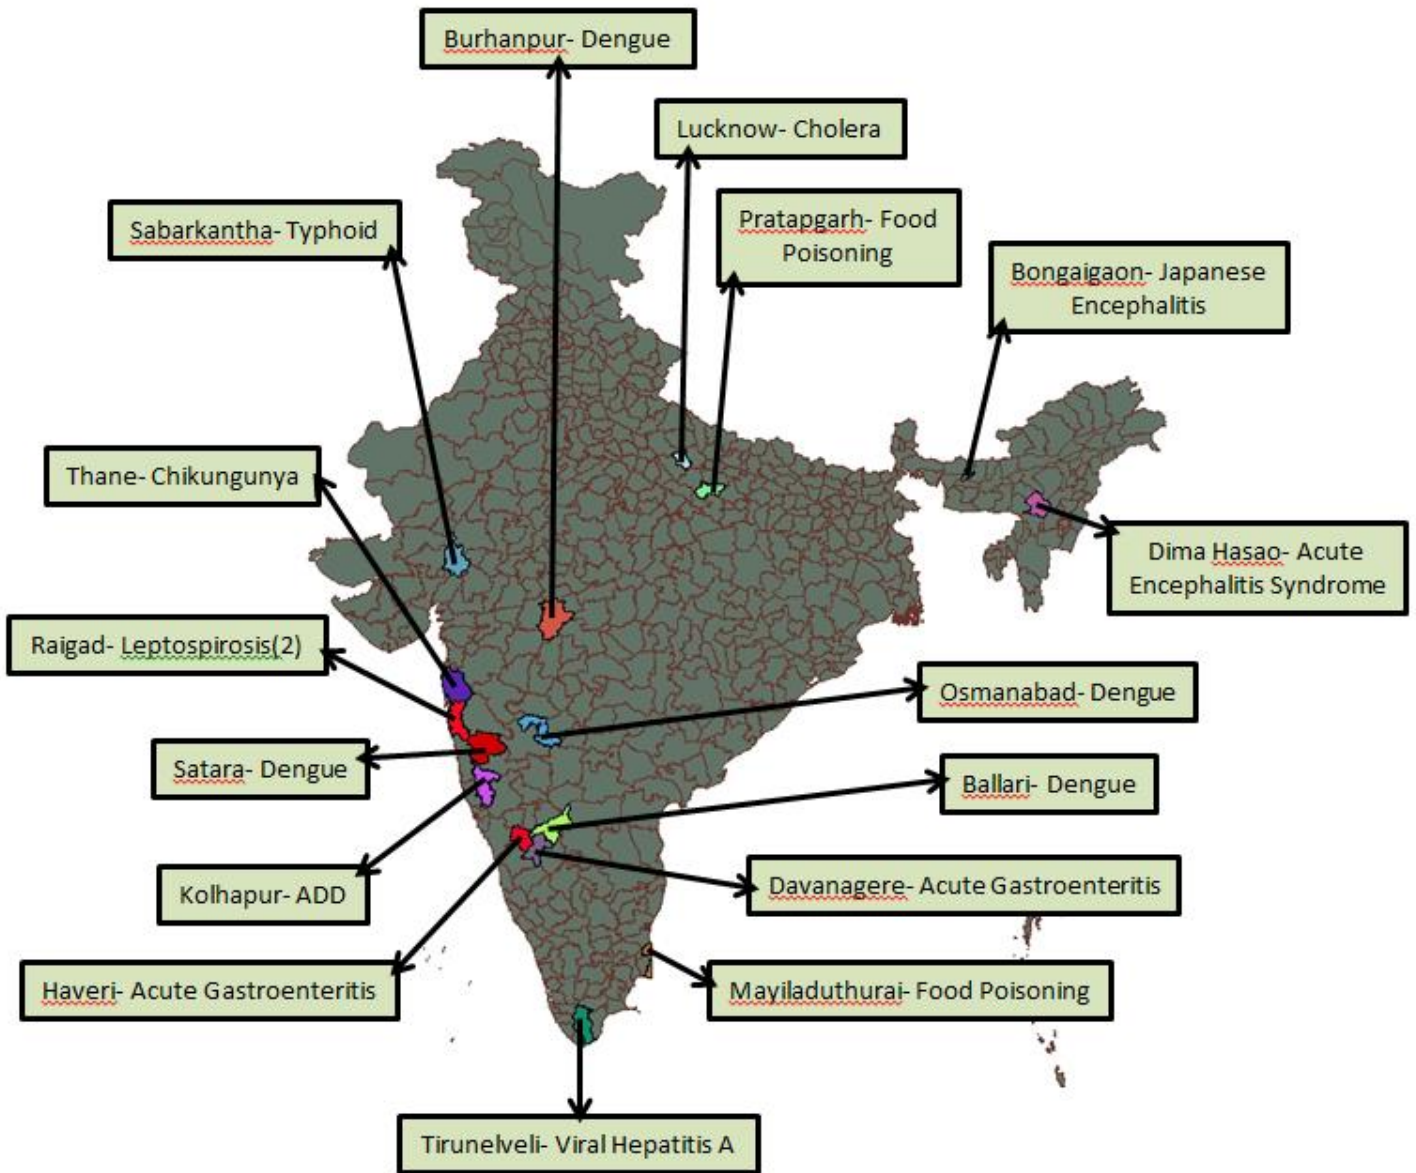 Burhanpur- Dengue
Lucknow- Cholera
Pratapgarh- Food
Poisoning
Sabarkantha- Typhoid
Bongaigaon- Japanese
Encephalitis
Thane- Chikungunya
Dima Hasao- Acute
Encephalitis Syndrome
Raigad- Leptospirosis(2)
Osmanabad- Dengue
Satara- Dengue
Ballari- Dengue
Kolhapur- ADD
Davanagere- Acute Gastroenteritis
Haveri- Acute Gastroenteritis
Mayiladuthurai- Food Poisoning
Tirunelveli- Viral Hepatitis A